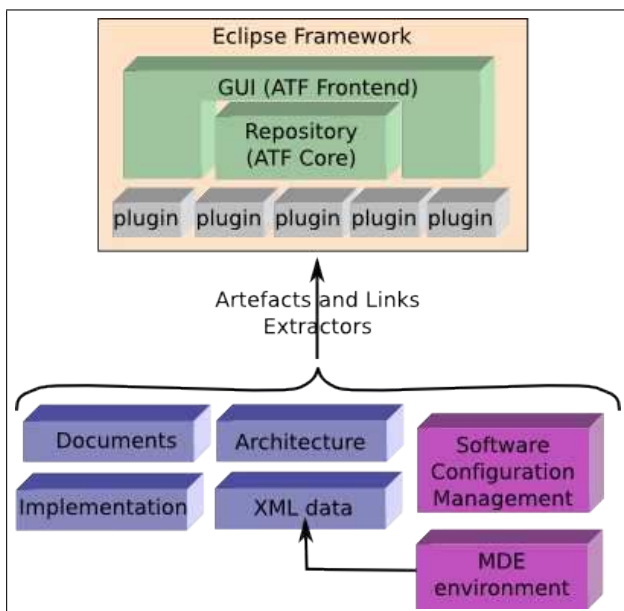 Eclipse Framework
GUI (ATF Frontend)
Repository
(ATF Core)
plugin plugin plugin plugin plugin
Artefacts and Links
Extractors
Documents
Architecture
Software
Configuration
Management
Implementation
XML data
MDE
environment